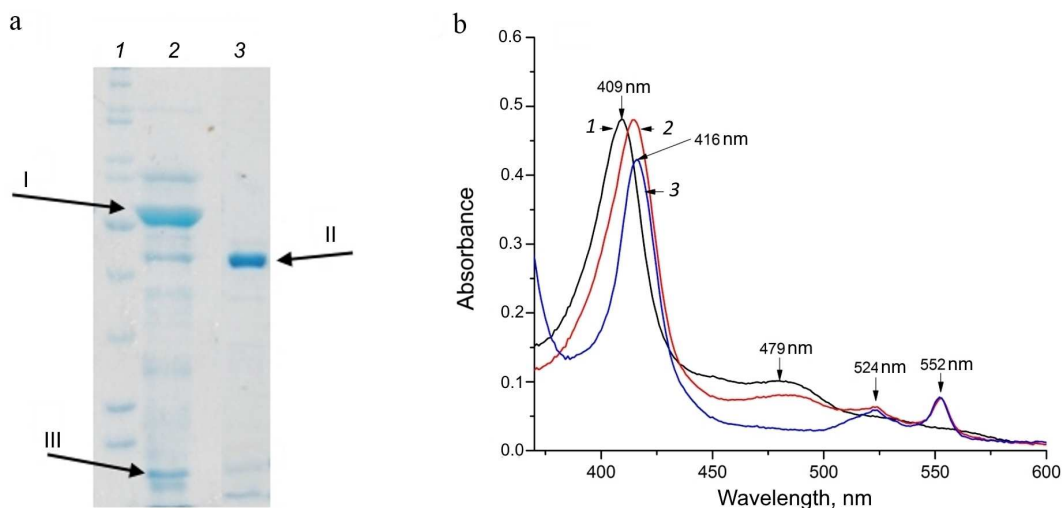 a
1 2 3
I
II
III
b
0.6
0.5
0.4
0.3
0.2
0.1
0.0
Absorbance
409 nm
1 2
416 nm
3
479 nm
524 nm
552 nm
400 450 500 550 600
Wavelength, nm